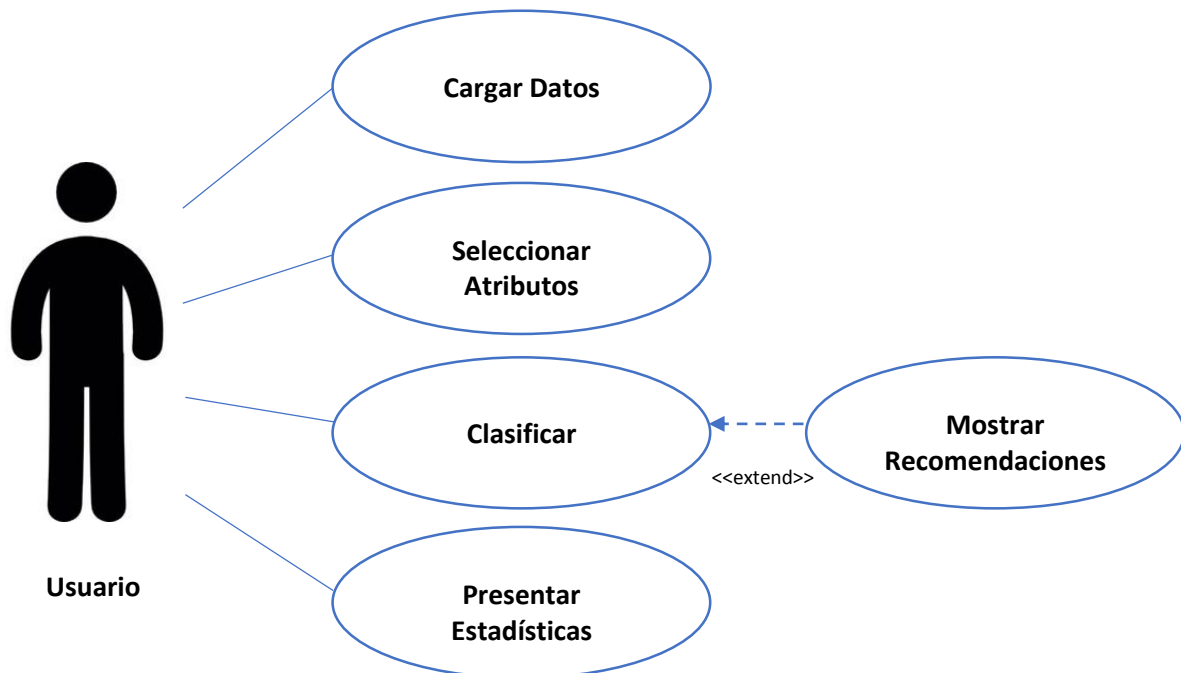 Cargar Datos
Seleccionar
Atributos
Clasificar
Mostrar
Recomendaciones
<<extend>>
Usuario
Presentar
Estadísticas